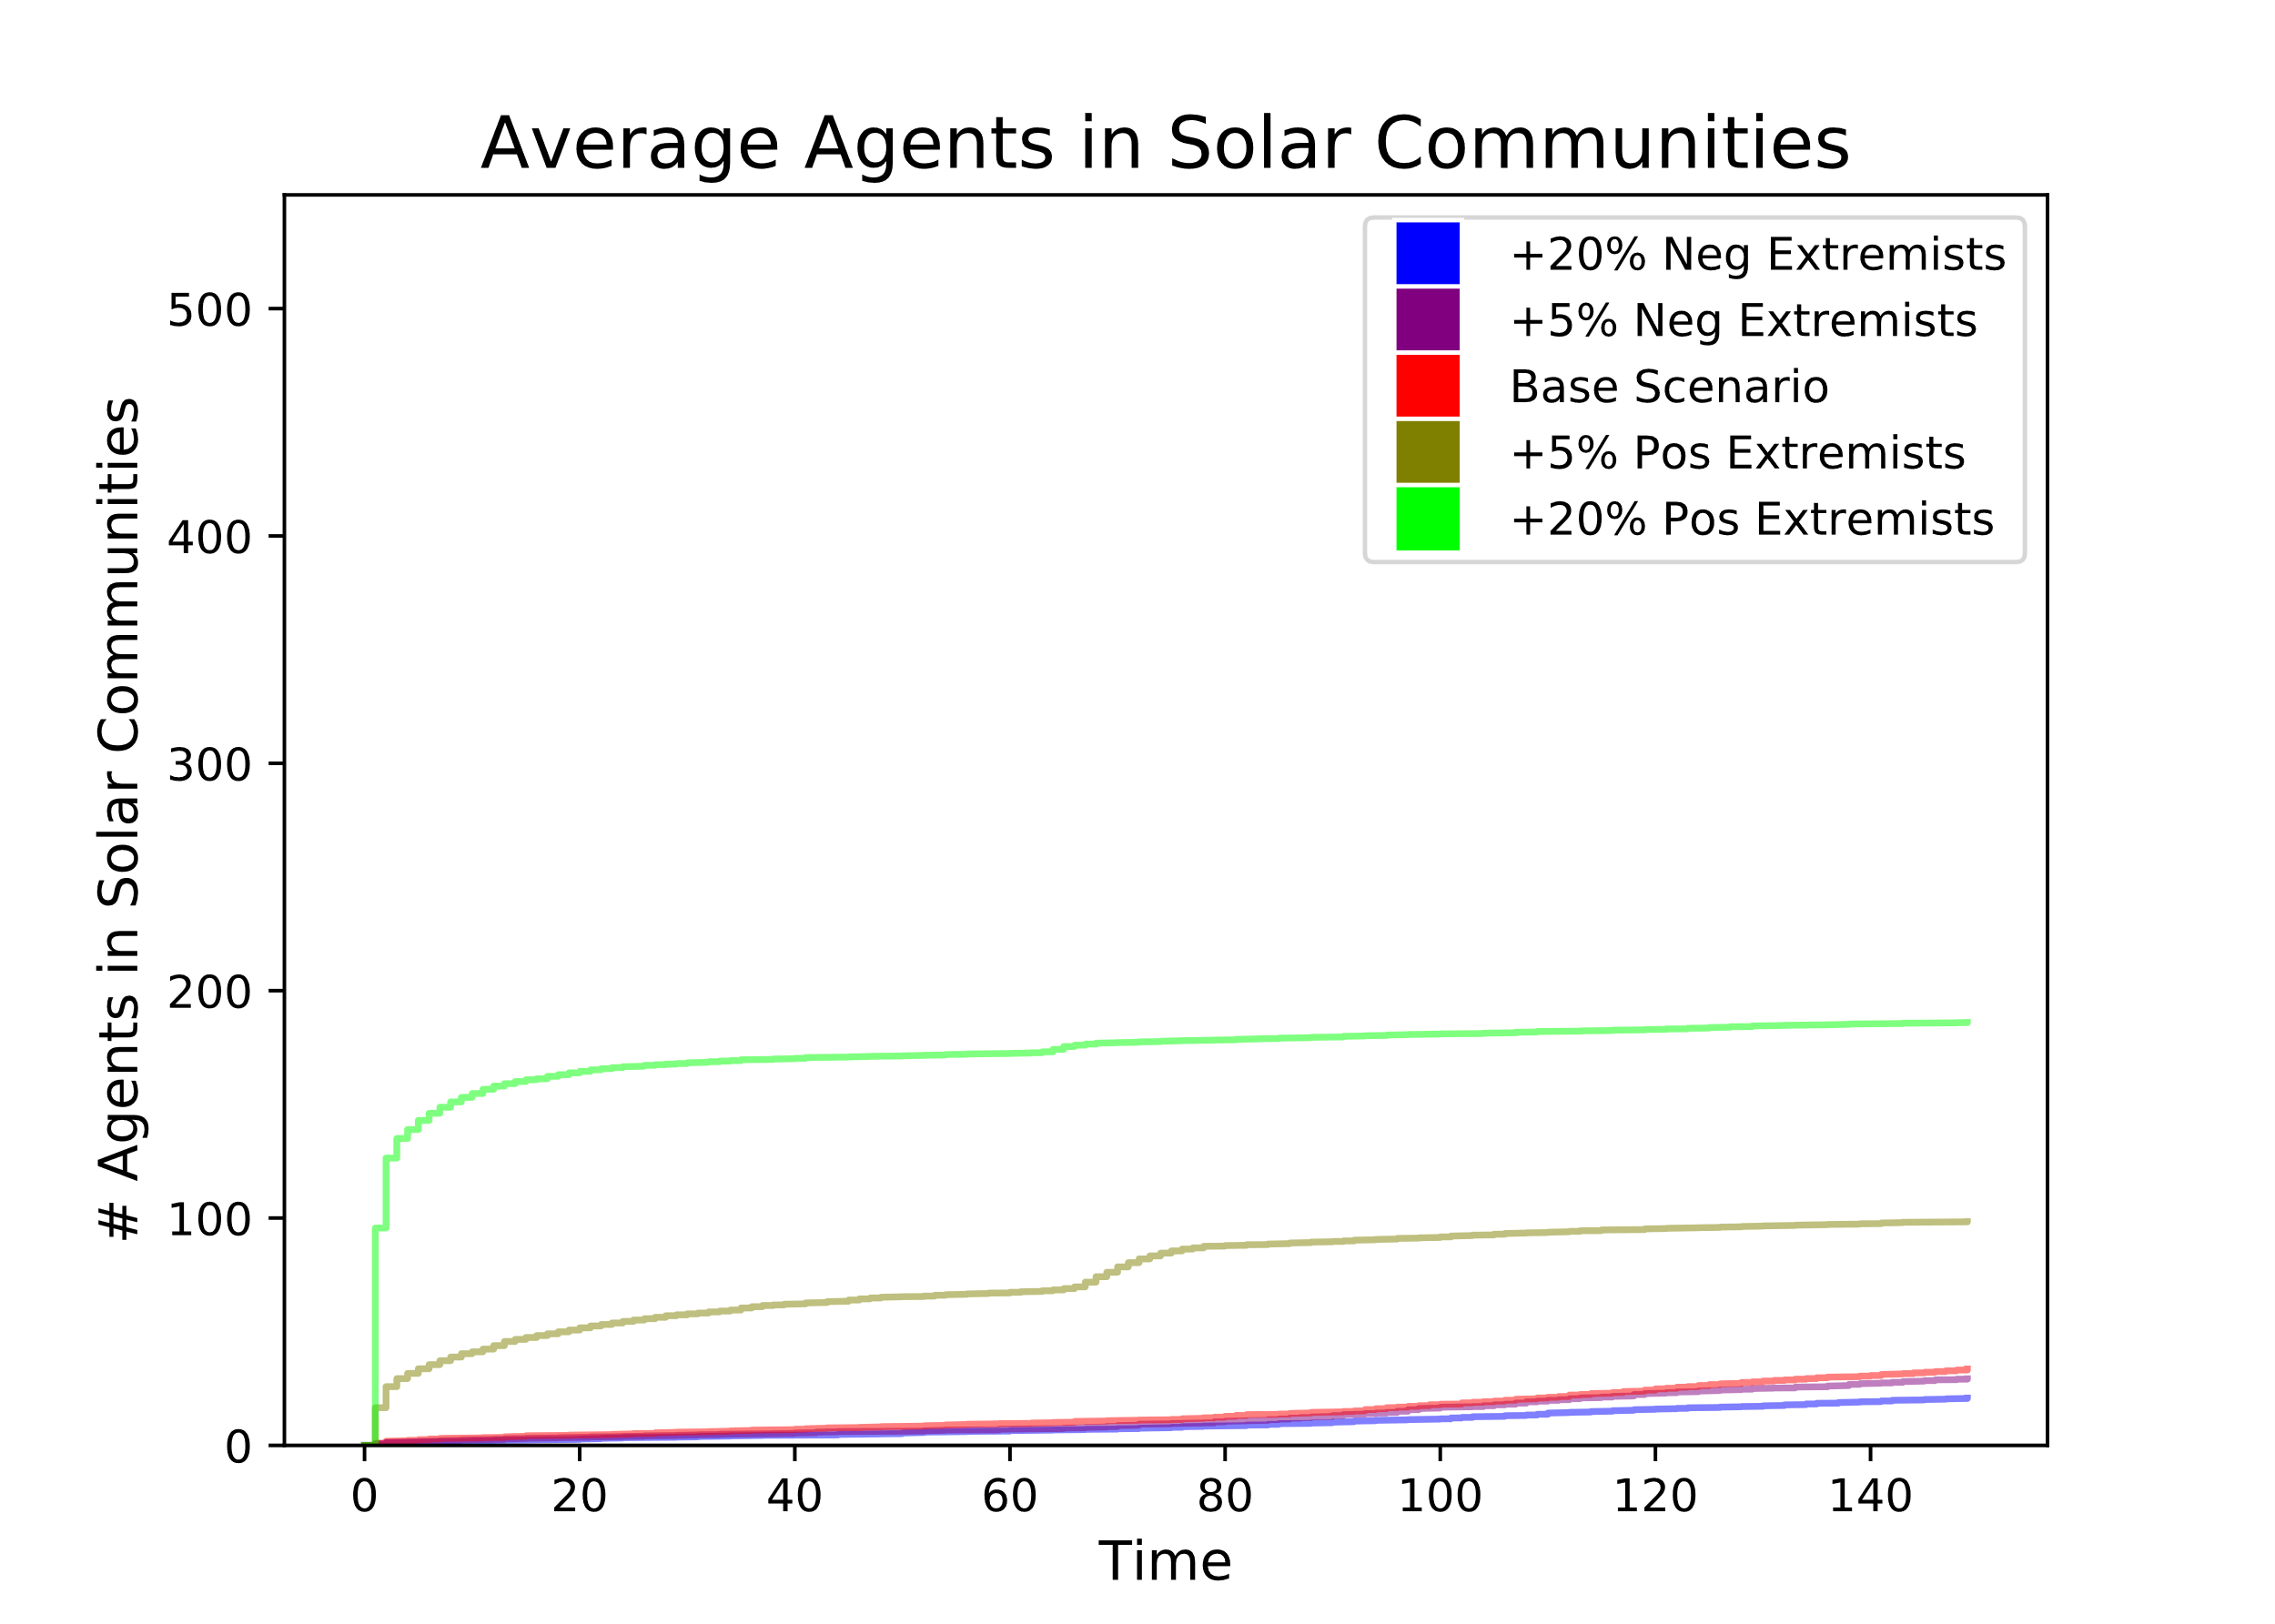 Average Agents in Solar Communities
+20% Neg Extremists
+5% Neg Extremists
Base Scenario
+5% Pos Extremists
+20% Pos Extremists
# Agents in Solar Communities
500
400
300
200
100
0
0 20 40 60 80 100 120 140
Time